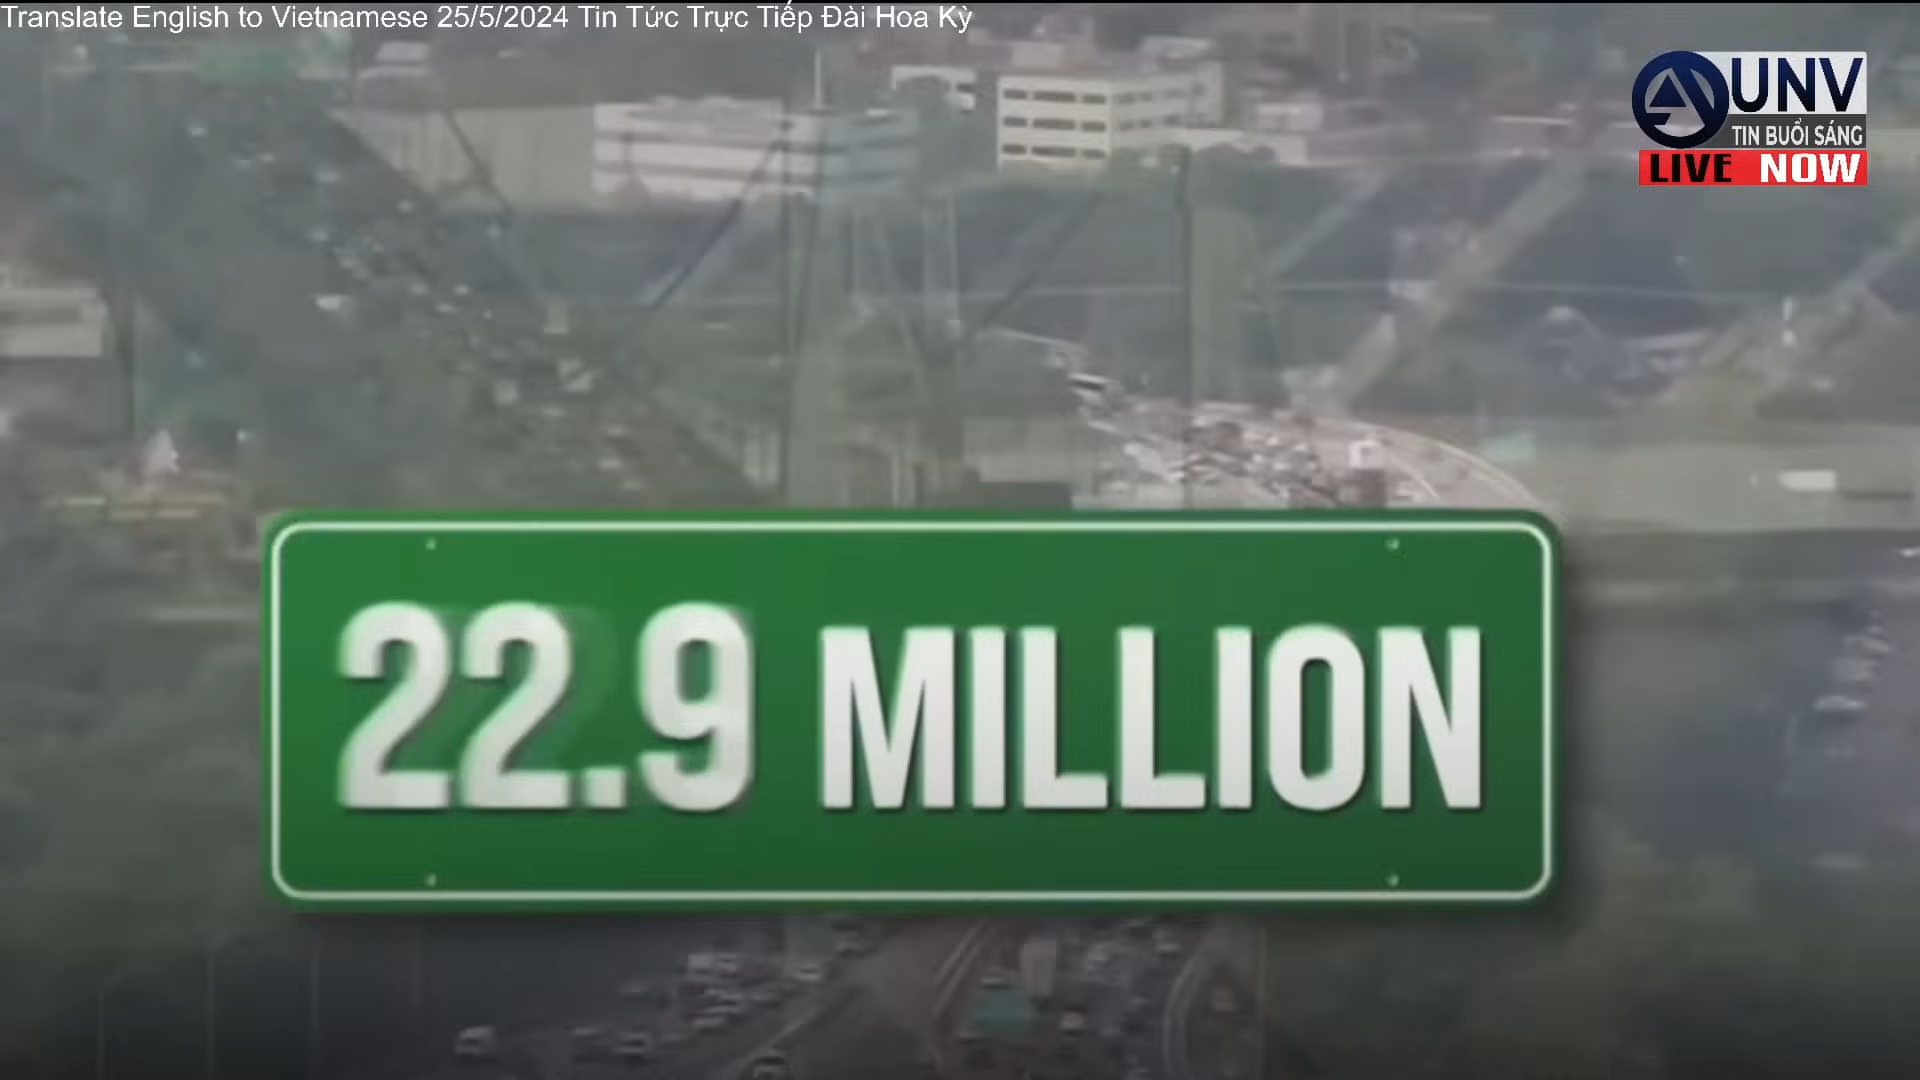 Translate English to Vietnamese 25/5/2024 Tin Tức Trực Tiếp Đài Hoa Kỳ
UNV
TIN BUỔI SÁNG
LIVE NOW
22.9 MILLION